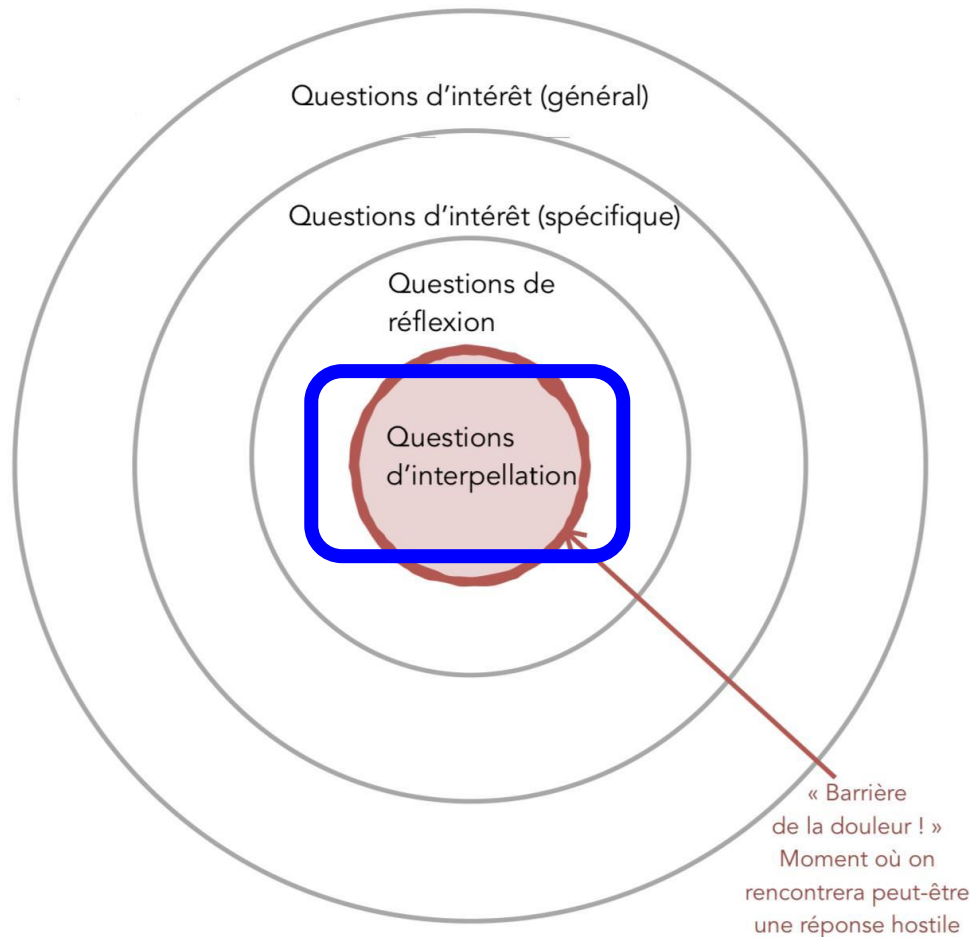 Questions d’intérêt (général)
Questions d’intérêt (spécifique)
Questions de
réflexion
Questions
d’interpellation
« Barrière
de la douleur ! »
Moment où on
rencontrera peut-être
une réponse hostile